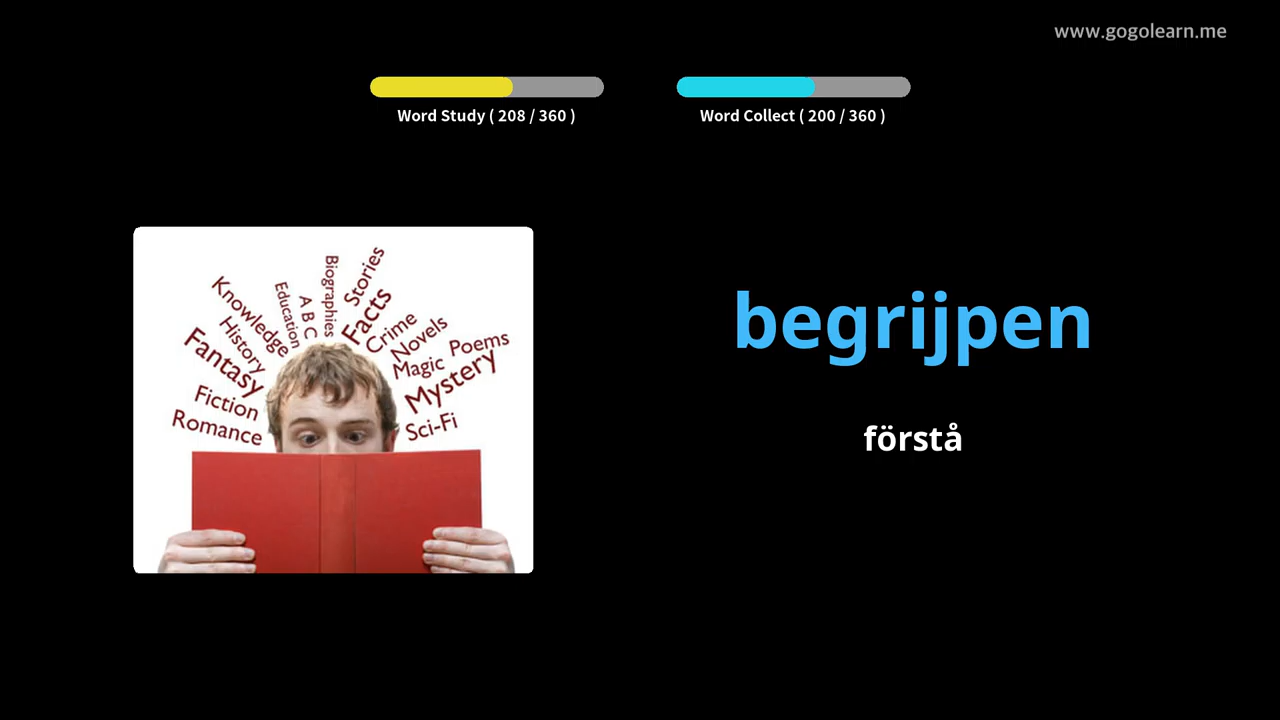 www.gogolearn.me
Word Study ( 208 / 360 )
Word Collect ( 200 / 360 )
Knowledge
Education
A B C
Biographies
Stories
Facts
Crime
Novels
Poems
Magic
Mystery
Sci-Fi
History
Fantasy
Fiction
Romance
begrijpen
förstå